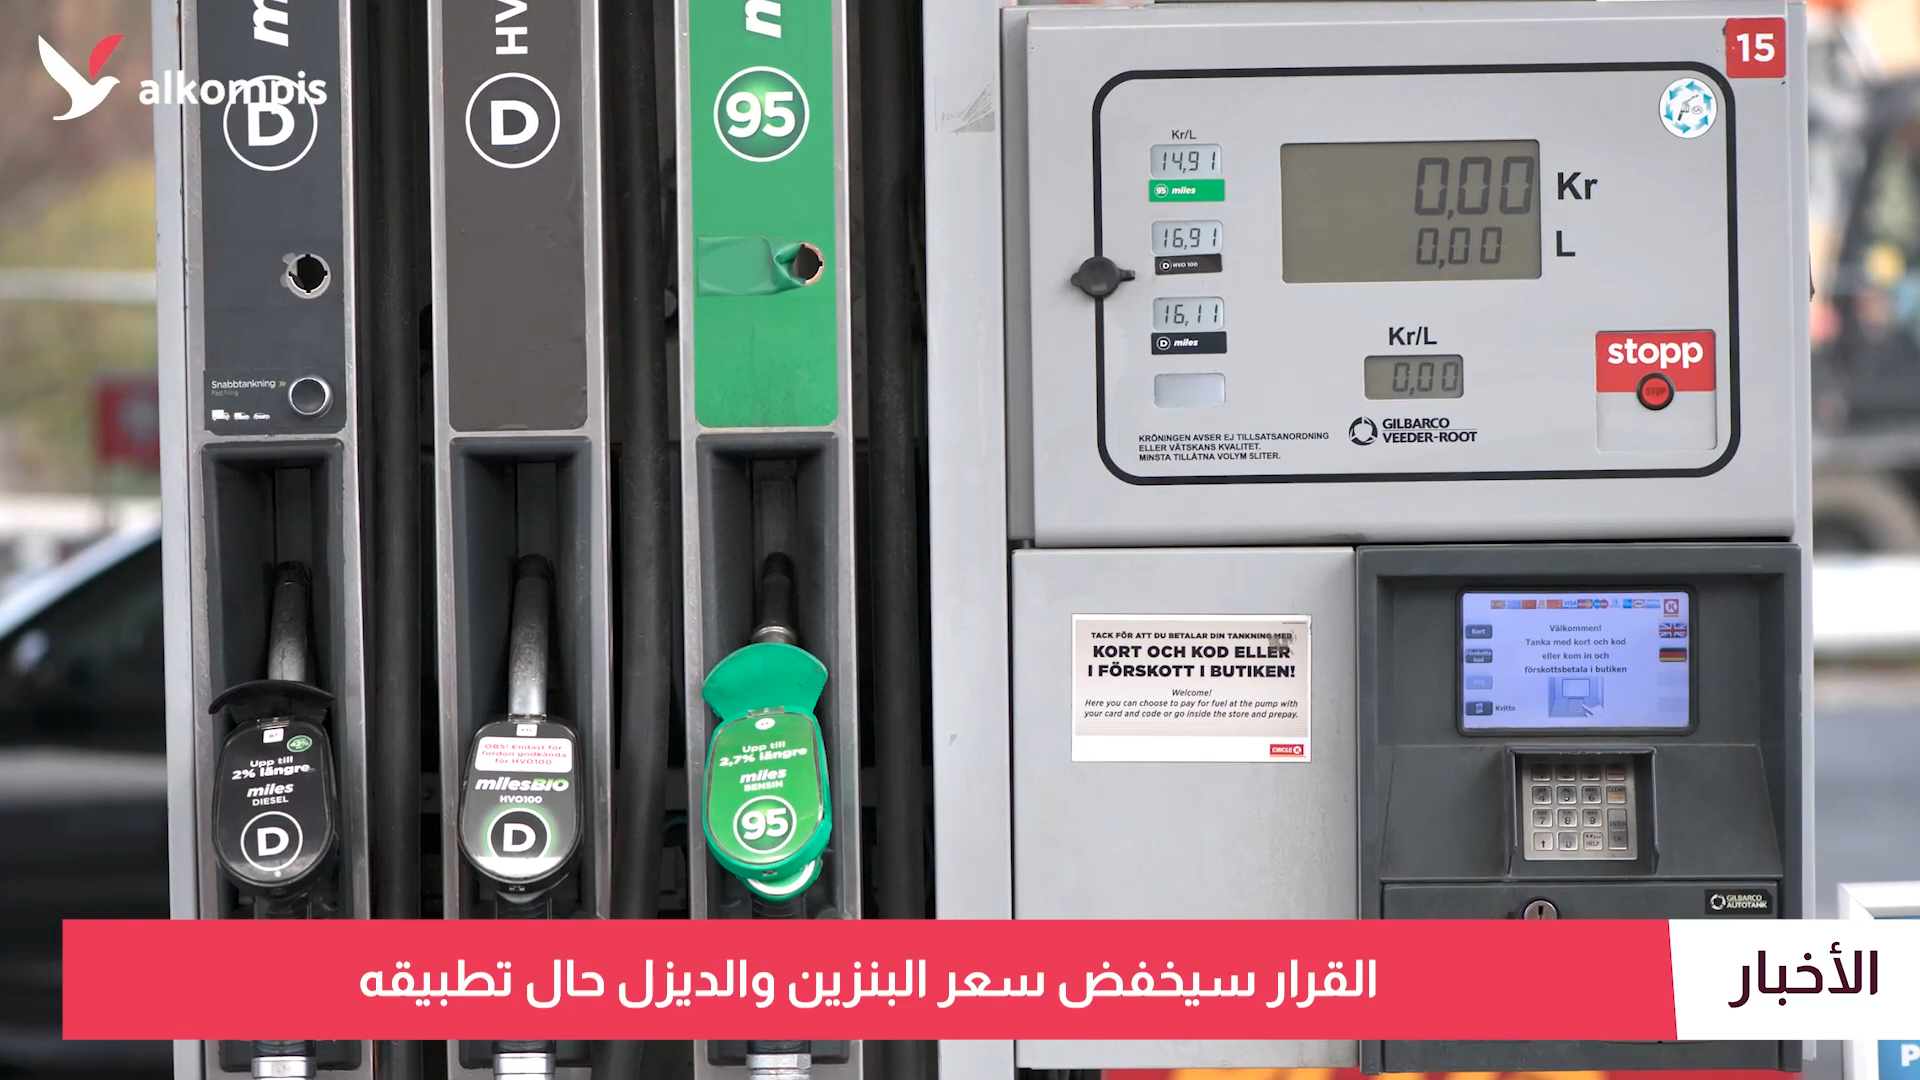 alkompis
m
D
HV
D
m
95
15
Kr/L
14,91
95 miles
16,91
D HVO 100
16,11
D miles
0,00 Kr
0,00 L
Kr/L
0,00
stopp
STOP
GILBARCO
VEEDER-ROOT
KRÖNINGEN AVSER EJ TILLSATSANORDNING
ELLER VÄTSKANS KVALITET.
MINSTA TILLÅTNA VOLYM 5LITER.
Snabbtankning »
Fast filling
Upp till
2% längre
miles
DIESEL
D
OBS! Endast för
fordon godkända
för HVO100
milesBIO
HVO100
D
Upp till
2,7% längre
miles
BENSIN
95
TACK FÖR ATT DU BETALAR DIN TANKNING MED
KORT OCH KOD ELLER
I FÖRSKOTT I BUTIKEN!
Welcome!
Here you can choose to pay for fuel at the pump with
your card and code or go inside the store and prepay.
CIRCLE K
Kort
Kvitto
Välkommen!
Tanka med kort och kod
eller kom in och
förskottsbetala i butiken
GILBARCO
AUTOTANK
الأخبار
القرار سيخفض سعر البنزين والديزل حال تطبيقه
P